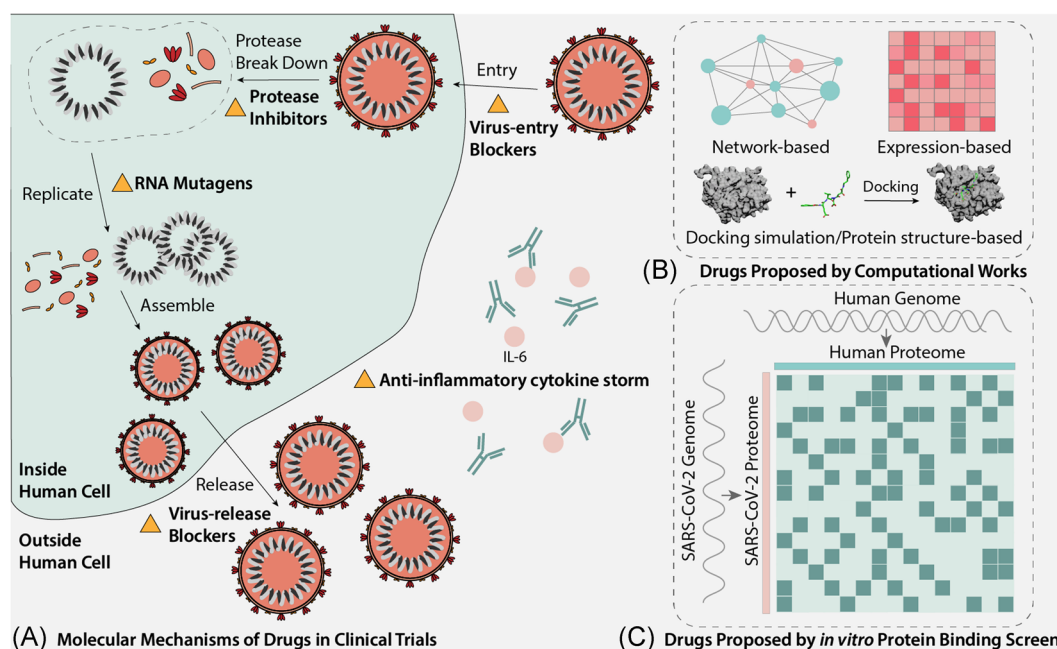 Protease
Break Down
Protease
Inhibitors
Entry
Virus-entry
Blockers
Replicate
RNA Mutagens
Assemble
IL-6
Anti-inflammatory cytokine storm
Inside
Human Cell
Release
Virus-release
Blockers
Outside
Human Cell
(A) Molecular Mechanisms of Drugs in Clinical Trials
Network-based
Expression-based
+
Docking
Docking simulation/Protein structure-based
(B) Drugs Proposed by Computational Works
Human Genome
Human Proteome
SARS-CoV-2 Genome
SARS-CoV-2 Proteome
(C) Drugs Proposed by in vitro Protein Binding Screen